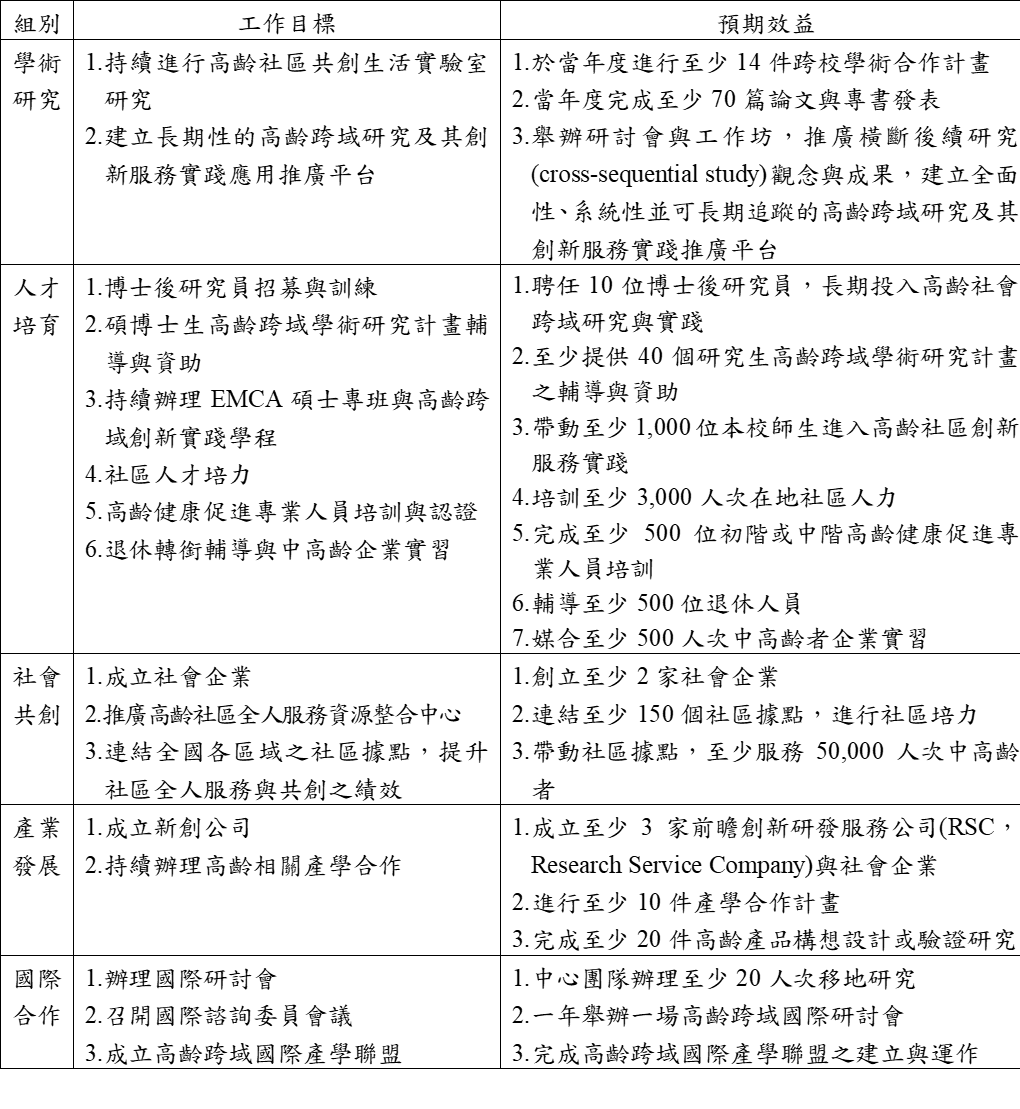 組別 工作目標 預期效益
學術
研究
1.持續進行高齡社區共創生活實驗室
研究
2.建立長期性的高齡跨域研究及其創
新服務實踐應用推廣平台
1.於當年度進行至少 14 件跨校學術合作計畫
2.當年度完成至少 70 篇論文與專書發表
3.舉辦研討會與工作坊，推廣橫斷後續研究
(cross-sequential study)觀念與成果，建立全面
性、系統性並可長期追蹤的高齡跨域研究及其
創新服務實踐推廣平台
人才
培育
1.博士後研究員招募與訓練
2.碩博士生高齡跨域學術研究計畫輔
導與資助
3.持續辦理 EMCA 碩士專班與高齡跨
域創新實踐學程
4.社區人才培力
5.高齡健康促進專業人員培訓與認證
6.退休轉銜輔導與中高齡企業實習
1.聘任 10 位博士後研究員，長期投入高齡社會
跨域研究與實踐
2.至少提供 40 個研究生高齡跨域學術研究計畫
之輔導與資助
3.帶動至少 1,000 位本校師生進入高齡社區創新
服務實踐
4.培訓至少 3,000 人次在地社區人力
5.完成至少 500 位初階或中階高齡健康促進專
業人員培訓
6.輔導至少 500 位退休人員
7.媒合至少 500 人次中高齡者企業實習
社會
共創
1.成立社會企業
2.推廣高齡社區全人服務資源整合中心
3.連結全國各區域之社區據點，提升
社區全人服務與共創之績效
1.創立至少 2 家社會企業
2.連結至少 150 個社區據點，進行社區培力
3.帶動社區據點，至少服務 50,000 人次中高齡
者
產業
發展
1.成立新創公司
2.持續辦理高齡相關產學合作
1.成立至少 3 家前瞻創新研發服務公司(RSC，
Research Service Company)與社會企業
2.進行至少 10 件產學合作計畫
3.完成至少 20 件高齡產品構想設計或驗證研究
國際
合作
1.辦理國際研討會
2.召開國際諮詢委員會議
3.成立高齡跨域國際產學聯盟
1.中心團隊辦理至少 20 人次移地研究
2.一年舉辦一場高齡跨域國際研討會
3.完成高齡跨域國際產學聯盟之建立與運作